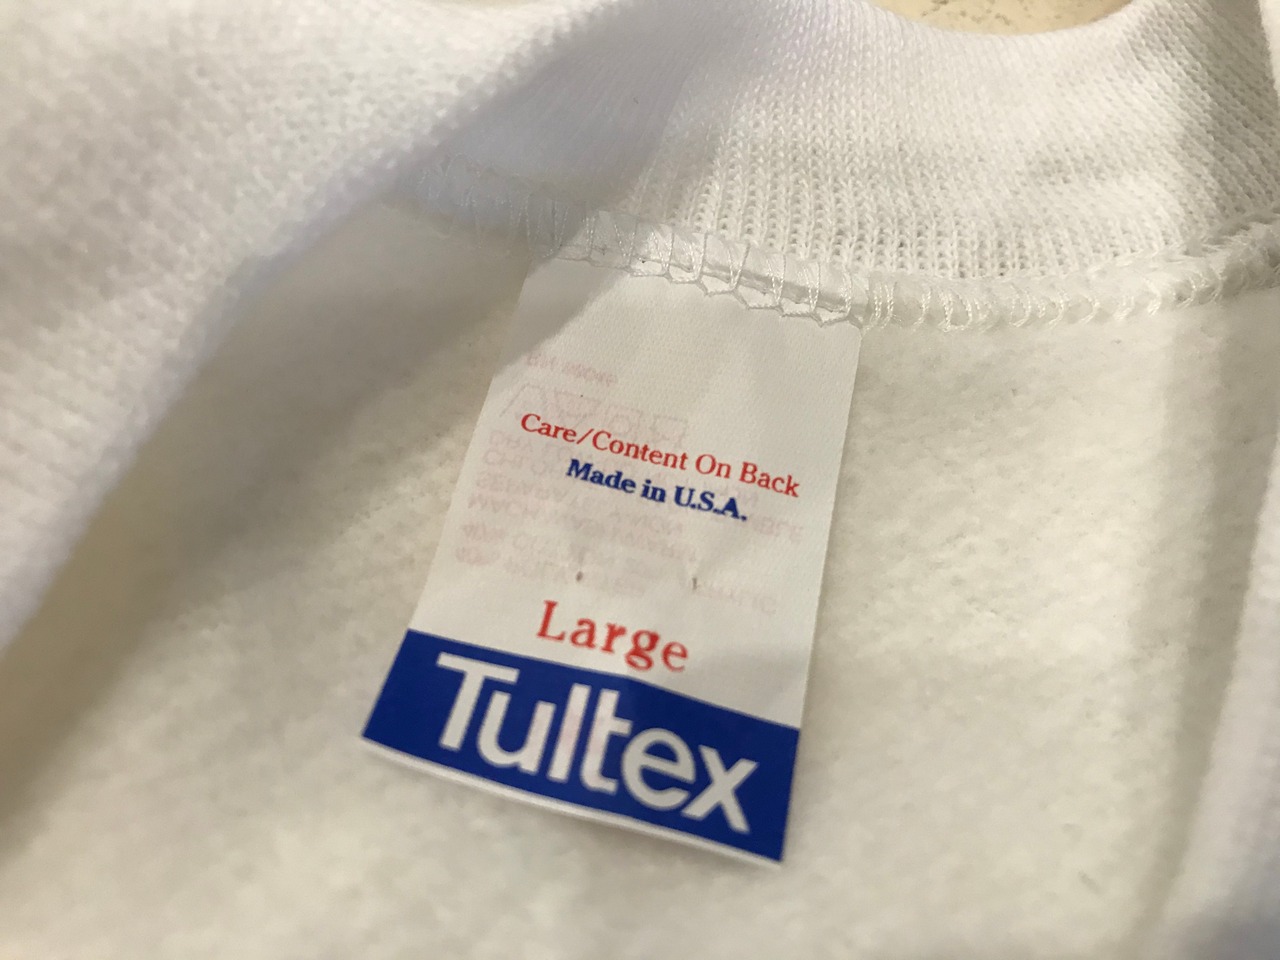 Care/Content On Back
Made in U.S.A.
Large
Tultex